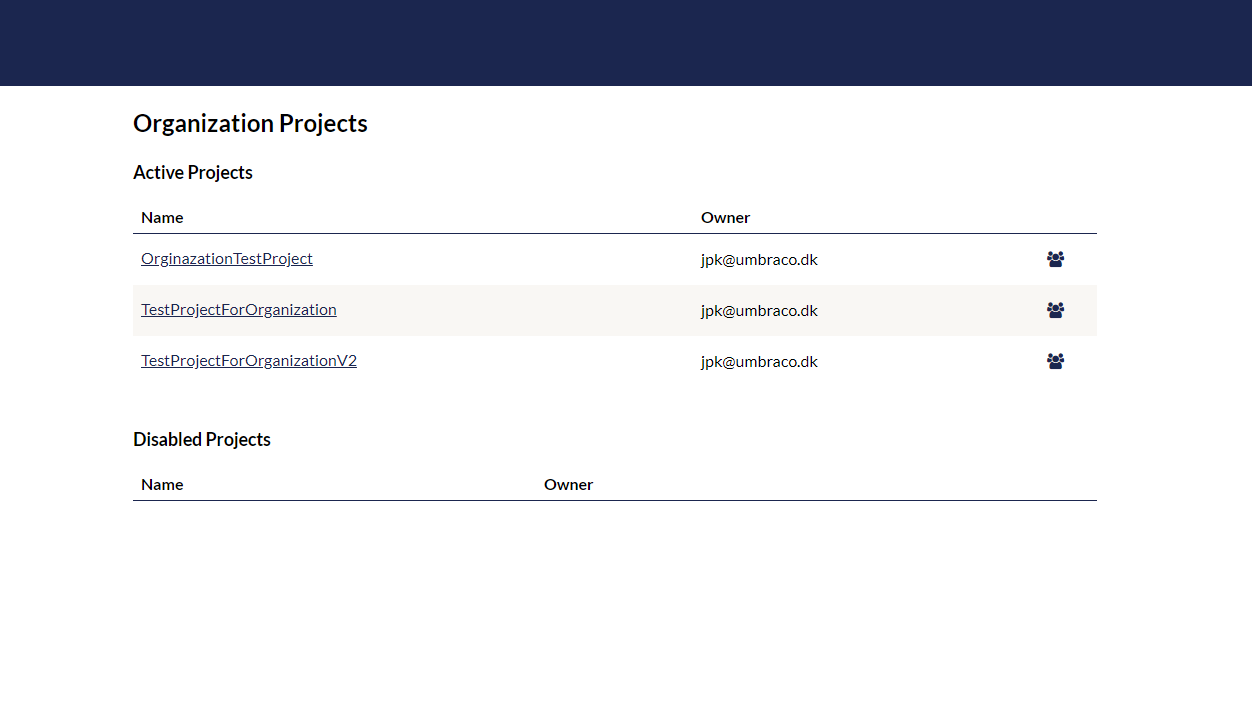 Organization Projects
Active Projects
Name Owner
OrginazationTestProject jpk@umbraco.dk
TestProjectForOrganization jpk@umbraco.dk
TestProjectForOrganizationV2 jpk@umbraco.dk
Disabled Projects
Name Owner